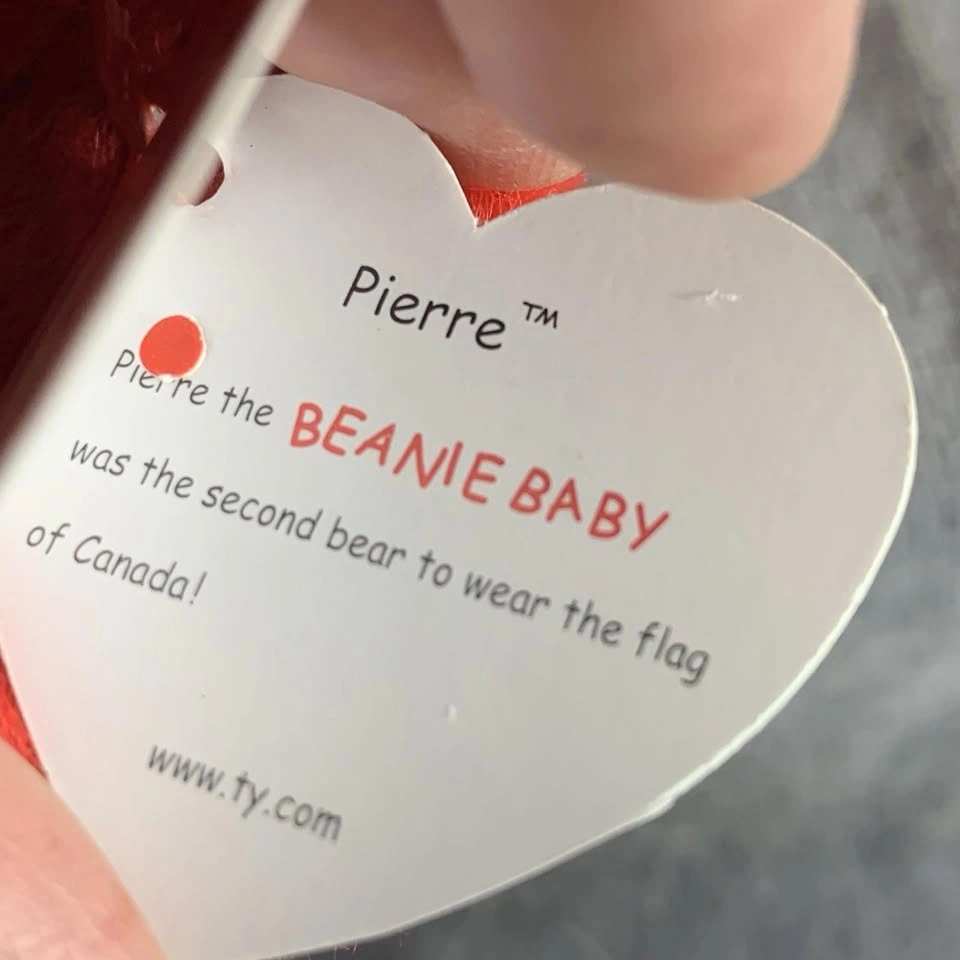 Pierre™
Pierre the BEANIE BABY
was the second bear to wear the flag
of Canada!
www.ty.com